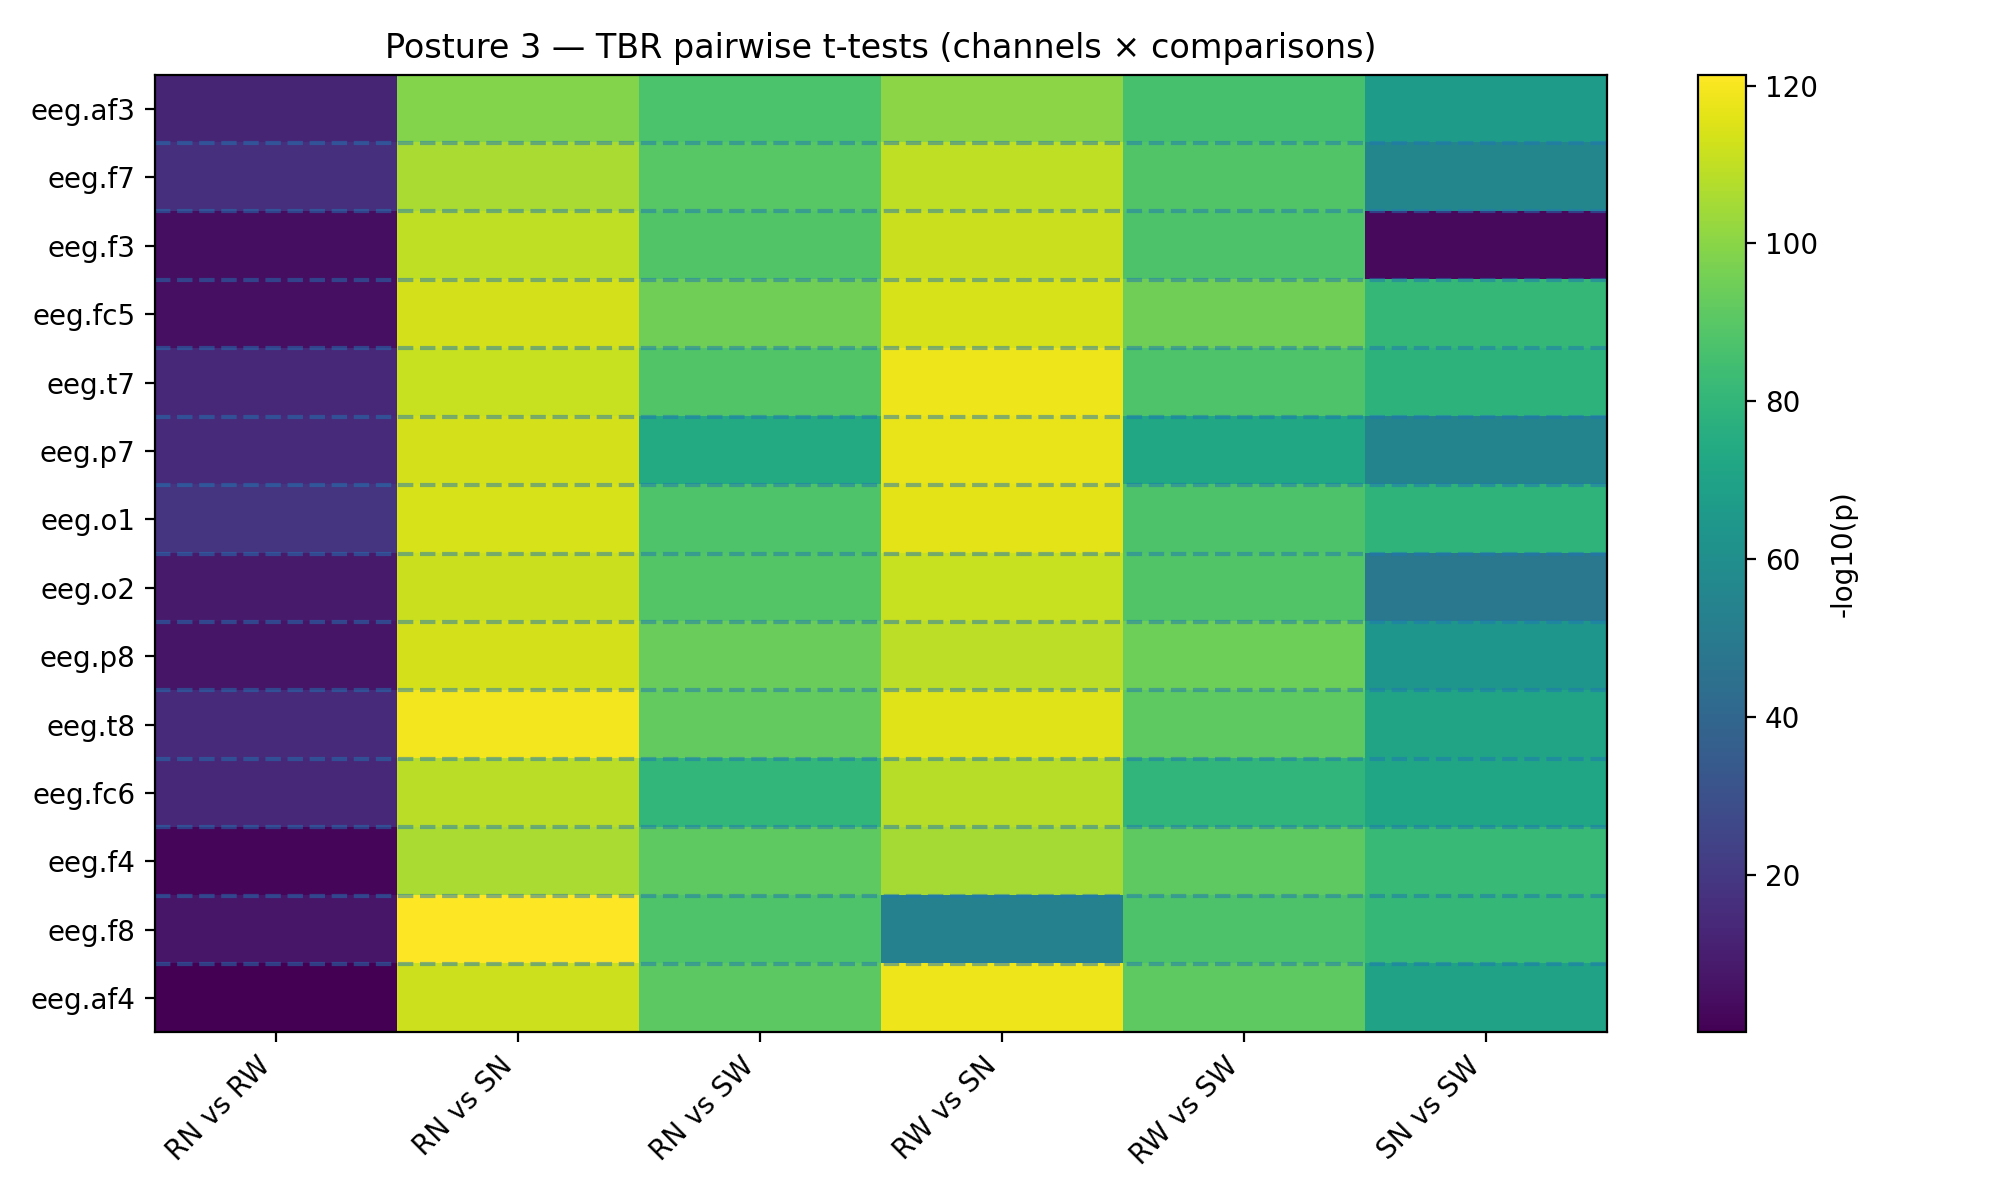 Posture 3 — TBR pairwise t-tests (channels × comparisons)
eeg.af3
eeg.f7
eeg.f3
eeg.fc5
eeg.t7
eeg.p7
eeg.o1
eeg.o2
eeg.p8
eeg.t8
eeg.fc6
eeg.f4
eeg.f8
eeg.af4
RN vs RW
RN vs SN
RN vs SW
RW vs SN
RW vs SW
SN vs SW
120
100
80
60
40
20
-log10(p)